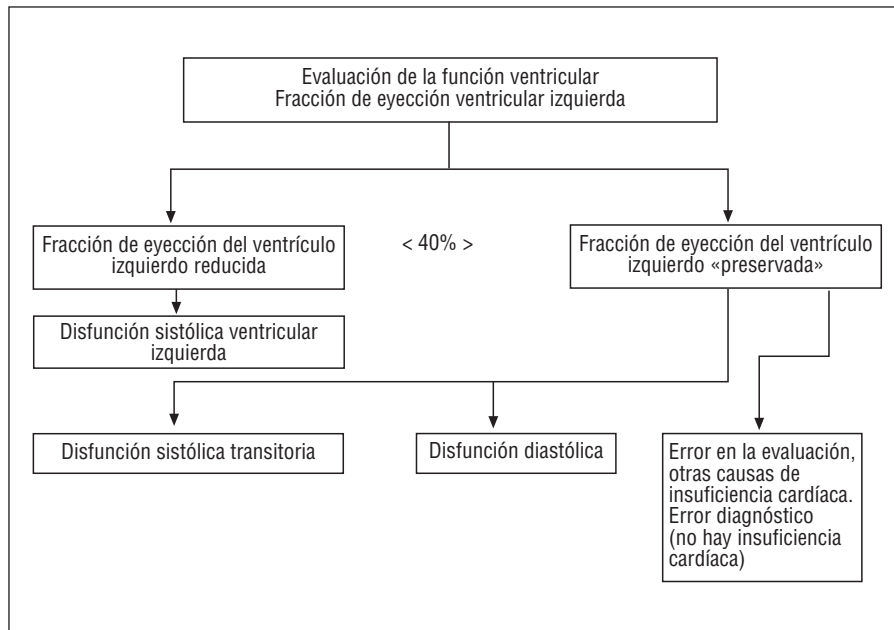 Evaluación de la función ventricular
Fracción de eyección ventricular izquierda
Fracción de eyección del ventrículo
izquierdo reducida
< 40% >
Fracción de eyección del ventrículo
izquierdo «preservada»
Disfunción sistólica ventricular
izquierda
Disfunción sistólica transitoria
Disfunción diastólica
Error en la evaluación,
otras causas de
insuficiencia cardíaca.
Error diagnóstico
(no hay insuficiencia
cardíaca)